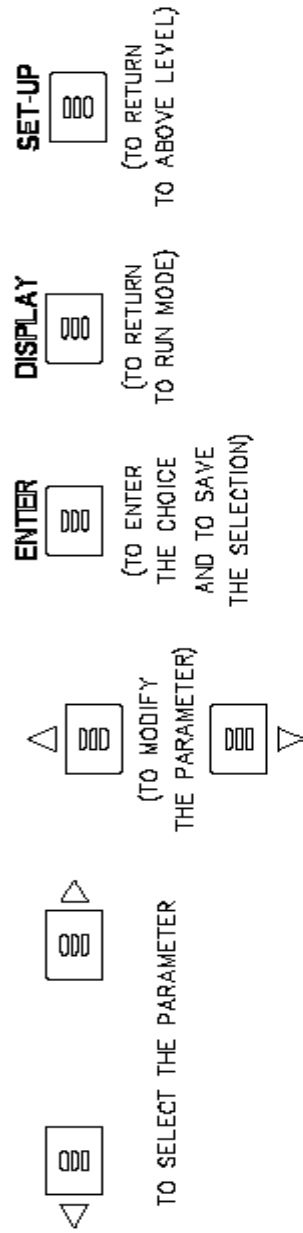 TO SELECT THE PARAMETER
(TO MODIFY
THE PARAMETER)
ENTER
(TO ENTER
THE CHOICE
AND TO SAVE
THE SELECTION)
DISPLAY
(TO RETURN
TO RUN MODE)
SET-UP
(TO RETURN
TO ABOVE LEVEL)